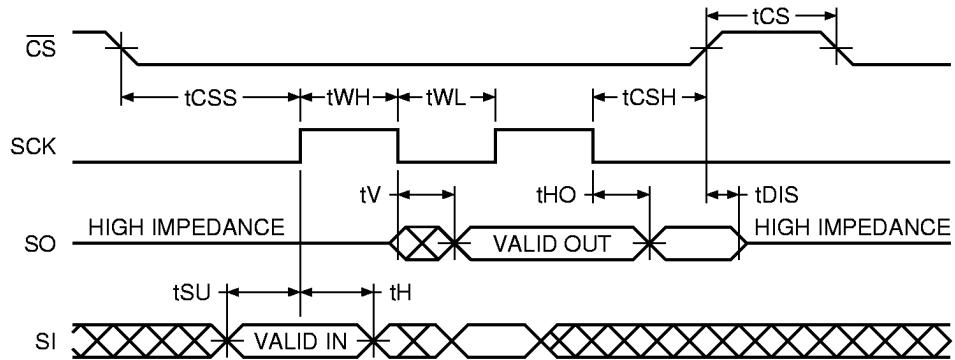 tCS
C̅S̅
tCSS tWH tWL tCSH
SCK
tV tHO tDIS
HIGH IMPEDANCE HIGH IMPEDANCE
SO VALID OUT
tSU tH
SI VALID IN